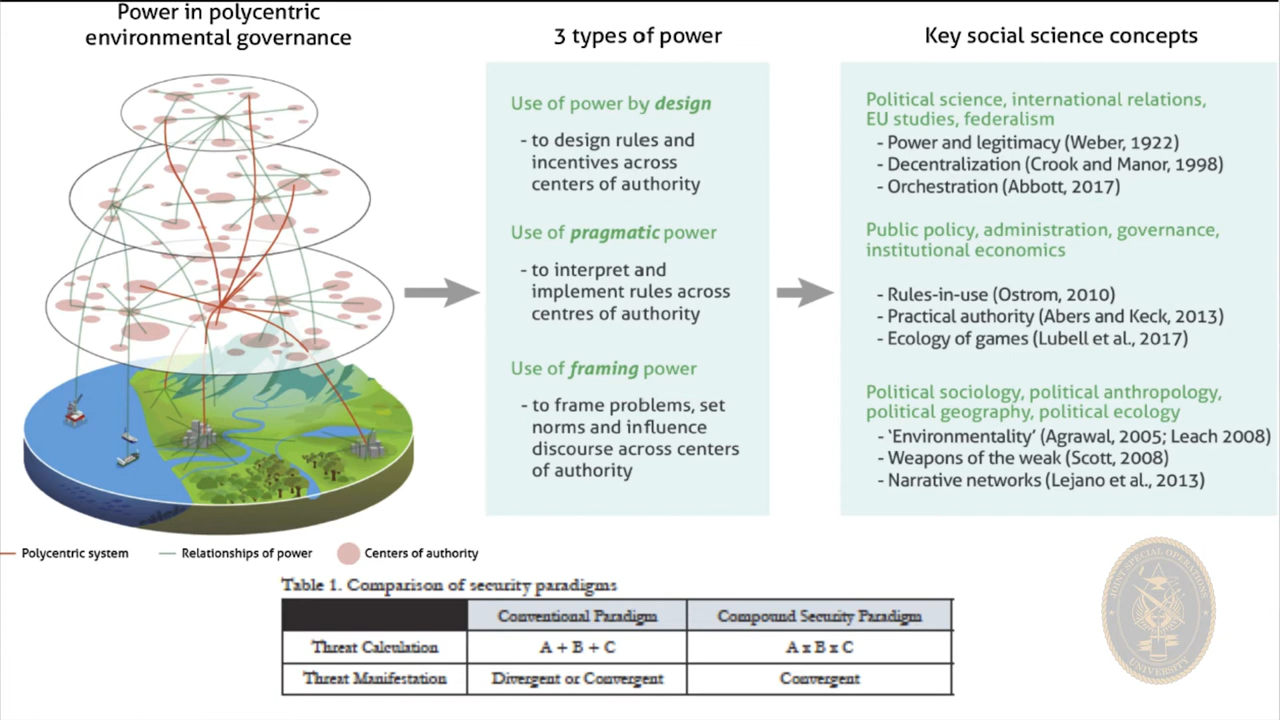 Power in polycentric
environmental governance
3 types of power
Key social science concepts
Use of power by design
- to design rules and
incentives across
centers of authority
Use of pragmatic power
- to interpret and
implement rules across
centres of authority
Use of framing power
- to frame problems, set
norms and influence
discourse across centers
of authority
Political science, international relations,
EU studies, federalism
- Power and legitimacy (Weber, 1922)
- Decentralization (Crook and Manor, 1998)
- Orchestration (Abbott, 2017)
Public policy, administration, governance,
institutional economics
- Rules-in-use (Ostrom, 2010)
- Practical authority (Abers and Keck, 2013)
- Ecology of games (Lubell et al., 2017)
Political sociology, political anthropology,
political geography, political ecology
- ‘Environmentality’ (Agrawal, 2005; Leach 2008)
- Weapons of the weak (Scott, 2008)
- Narrative networks (Lejano et al., 2013)
Polycentric system
Relationships of power
Centers of authority
Table 1. Comparison of security paradigms
Conventional Paradigm Compound Security Paradigm
Threat Calculation A + B + C A x B x C
Threat Manifestation Divergent or Convergent Convergent
JOINT SPECIAL OPERATIONS
UNIVERSITY